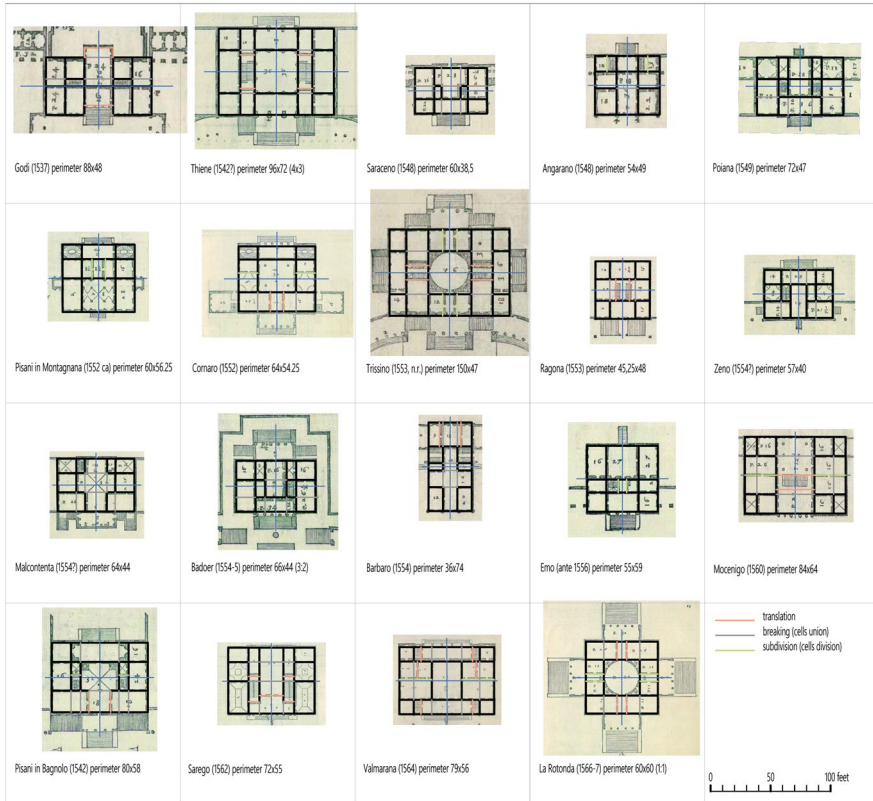 Godi (1537) perimeter 88x48
Thiene (1542?) perimeter 96x72 (4x3)
Saraceno (1548) perimeter 60x38,5
Angarano (1548) perimeter 54x49
Poiana (1549) perimeter 72x47
Pisani in Montagnana (1552 ca) perimeter 60x56.25
Cornaro (1552) perimeter 64x54.25
Trissino (1553, n.r.) perimeter 150x47
Ragona (1553) perimeter 45,25x48
Zeno (1554?) perimeter 57x40
Malcontenta (1554?) perimeter 64x44
Badoer (1554-5) perimeter 66x44 (3:2)
Barbaro (1554) perimeter 36x74
Emo (ante 1556) perimeter 55x59
Mocenigo (1560) perimeter 84x64
translation
breaking (cells union)
subdivision (cells division)
Pisani in Bagnolo (1542) perimeter 80x58
Sarego (1562) perimeter 72x55
Valmarana (1564) perimeter 79x56
La Rotonda (1566-7) perimeter 60x60 (1:1)
0 50 100 feet